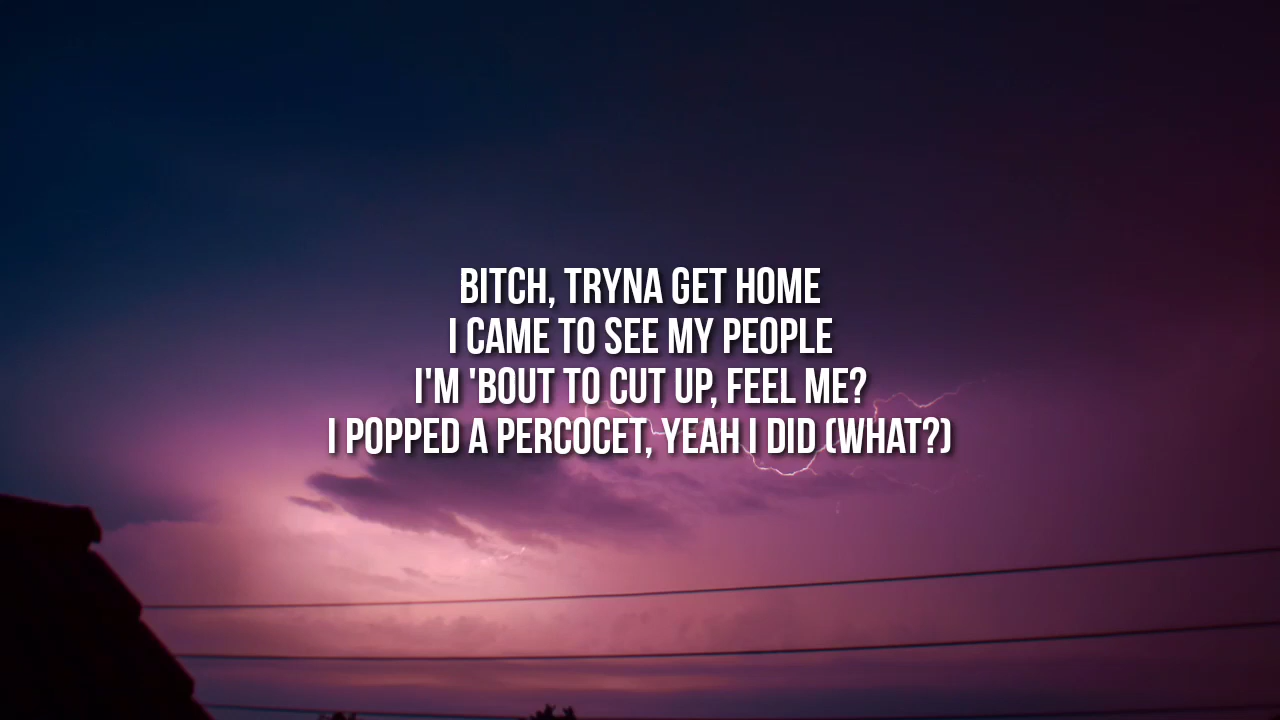 BITCH, TRYNA GET HOME
I CAME TO SEE MY PEOPLE
I'M 'BOUT TO CUT UP, FEEL ME?
I POPPED A PERCOCET, YEAH I DID (WHAT?)